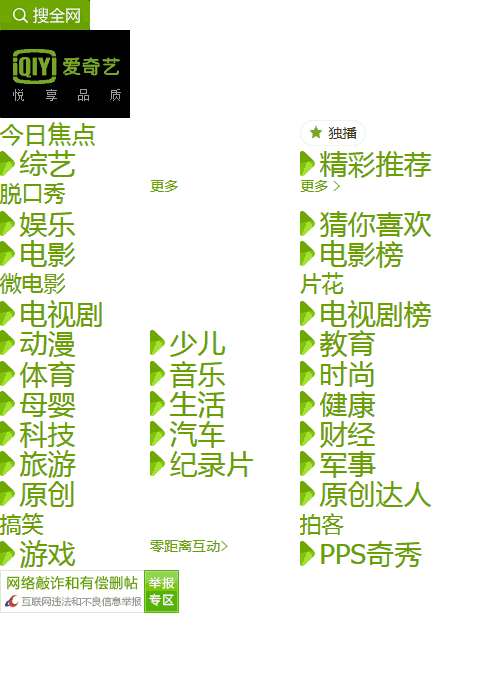 搜全网
iQIYI 爱奇艺
悦享品质
今日焦点
独播
综艺
精彩推荐
脱口秀
更多
更多
娱乐
猜你喜欢
电影
电影榜
微电影
片花
电视剧
电视剧榜
动漫
少儿
教育
体育
音乐
时尚
母婴
生活
健康
科技
汽车
财经
旅游
纪录片
军事
原创
原创达人
搞笑
拍客
零距离互动
游戏
PPS奇秀
网络敲诈和有偿删帖
举报
互联网违法和不良信息举报
专区